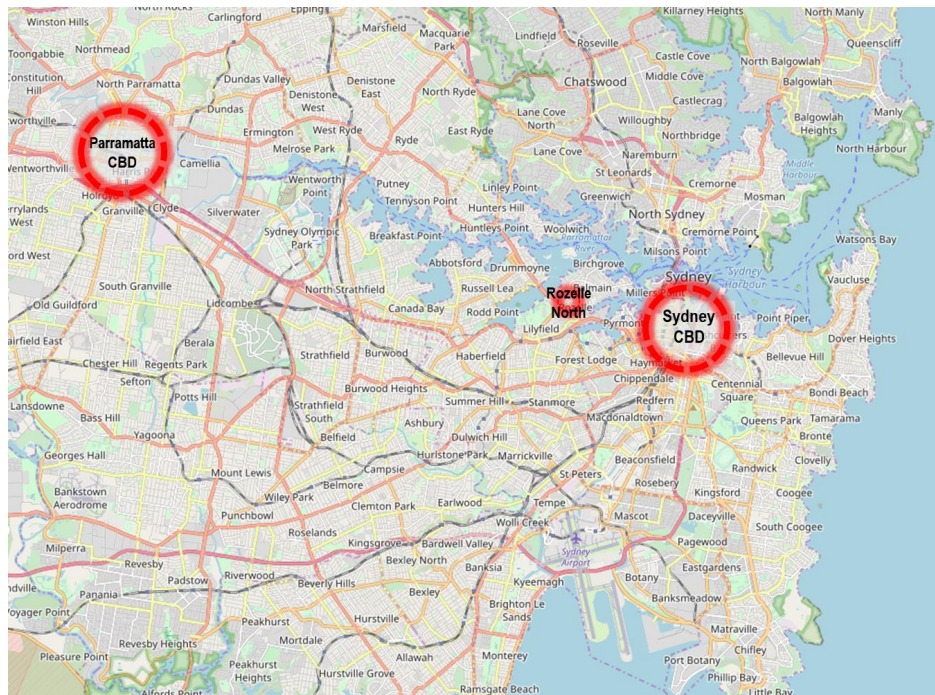 Winston Hills
North Rocks
Carlingford
Epping
Marsfield
Macquarie
Park
Lindfield
Roseville
Killarney Heights
Castle Cove
North Manly
Queenscliff
Toongabbie
Northmead
North Balgowlah
Balgowlah
Manly
Constitution
Hill
North Parramatta
Dundas Valley
Denistone
East
North Ryde
Chatswood
Middle Cove
Castlecrag
Dundas
Denistone
West
Lane Cove
North
Willoughby
Balgowlah
Heights
Ermington
West Ryde
East Ryde
Northbridge
North Harbour
Parramatta
CBD
Melrose Park
Ryde
Lane Cove
Naremburn
Camellia
Wentworth
Point
Putney
Linley Point
St Leonards
Cremorne
Middle
Harbour
Tennyson Point
Greenwich
Mosman
Granville
Clyde
Silverwater
Hunters Hill
North Sydney
Huntleys Point
Woolwich
Cremorne Point
Sydney Olympic
Park
Breakfast Point
Parramatta
River
Milsons Point
Watsons Bay
Abbotsford
Drummoyne
Birchgrove
Sydney
Sydney
Harbour
Vaucluse
South Granville
North Strathfield
Russell Lea
Rozelle
North
Old Guildford
Lidcombe
Canada Bay
Rodd Point
Sydney
CBD
Point Piper
Berala
Lilyfield
Dover Heights
Strathfield
Burwood
Haberfield
Forest Lodge
Bellevue Hill
Chester Hill
Regents Park
Sefton
Chippendale
Centennial
Square
Bondi Beach
Potts Hill
Burwood Heights
Summer Hill
Stanmore
Redfern
Lansdowne
Bass Hill
Strathfield
South
Ashbury
Macdonaldtown
Queens Park
Tamarama
Yagoona
Belfield
Dulwich Hill
Bronte
Georges Hall
Hurlstone Park
Marrickville
Beaconsfield
Clovelly
Mount Lewis
Campsie
St Peters
Randwick
Bankstown
Aerodrome
Wiley Park
Belmore
Rosebery
Kingsford
Coogee
Punchbowl
Clemton Park
Earlwood
Tempe
Mascot
Daceyville
South Coogee
Roselands
Wolli Creek
Milperra
Kingsgrove
Bardwell Valley
Sydney
Airport
Pagewood
Revesby
Bexley North
Banksia
Padstow
Riverwood
Beverly Hills
Kyeemagh
Botany
Panania
Bexley
Banksmeadow
Brighton Le
Sands
Peakhurst
Hurstville
Matraville
Revesby Heights
Mortdale
Chifley
Pleasure Point
Peakhurst
Heights
Allawah
Monterey
Port Botany
Phillip Bay
Hurstville Grove
Alfords Point
Ramsgate Beach
Little Bay